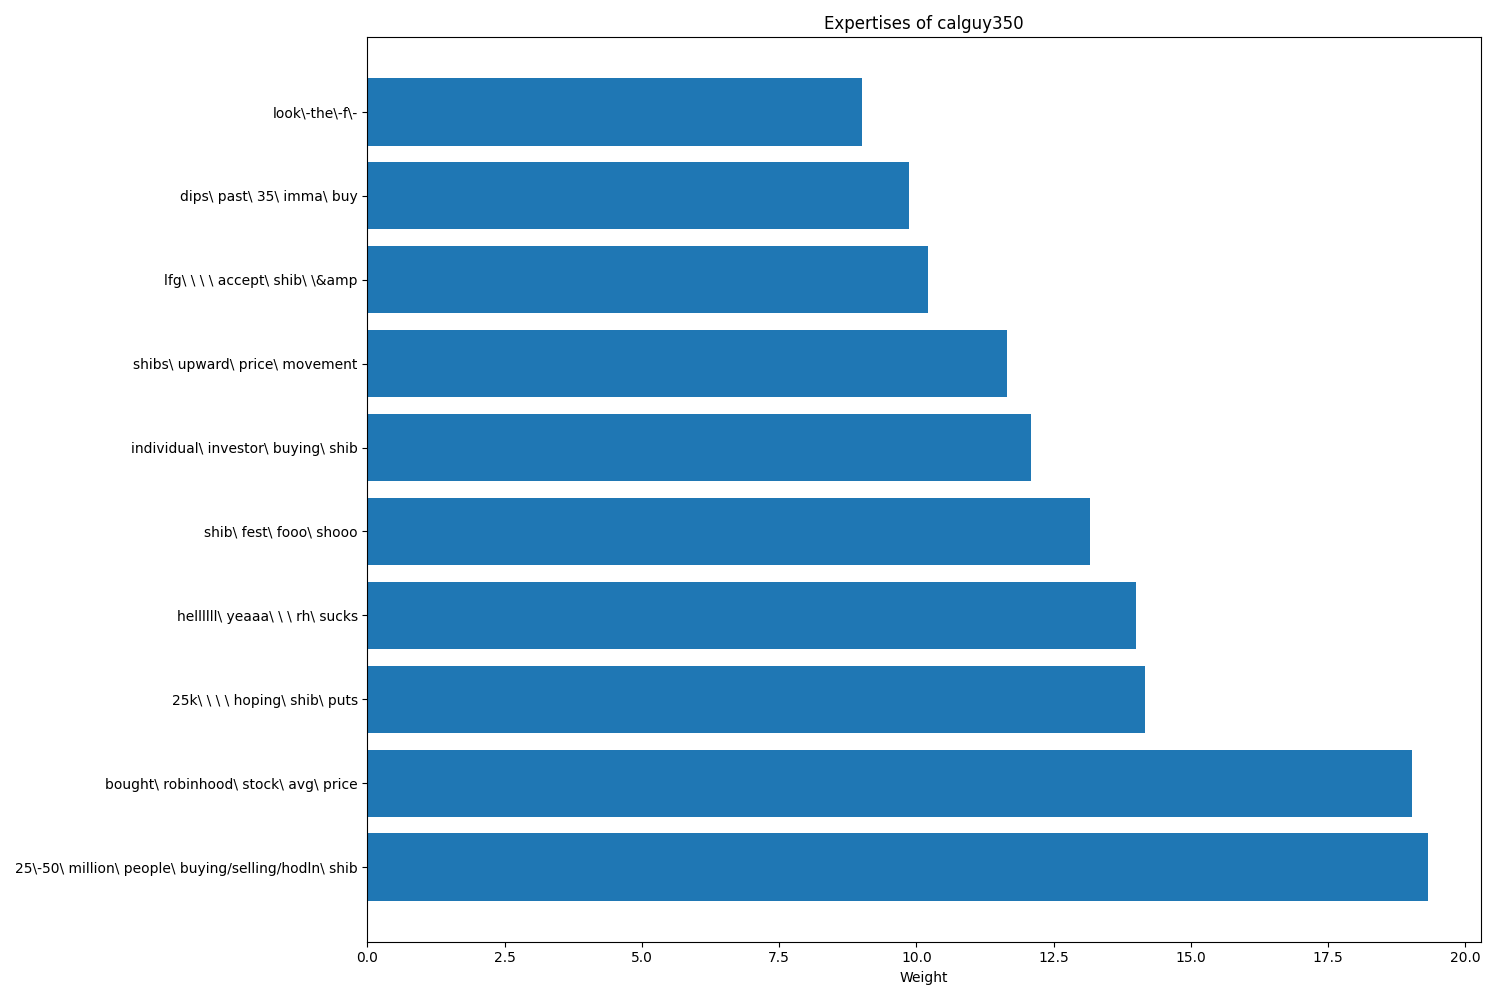 Expertises of calguy350
look\-the\-f\-
dips\ past\ 35\ imma\ buy
lfg\ \ \ \ accept\ shib\ \&amp
shibs\ upward\ price\ movement
individual\ investor\ buying\ shib
shib\ fest\ fooo\ shooo
hellllll\ yeaaa\ \ \ rh\ sucks
25k\ \ \ \ hoping\ shib\ puts
bought\ robinhood\ stock\ avg\ price
25\-50\ million\ people\ buying/selling/hodln\ shib
0.0 2.5 5.0 7.5 10.0 12.5 15.0 17.5 20.0
Weight